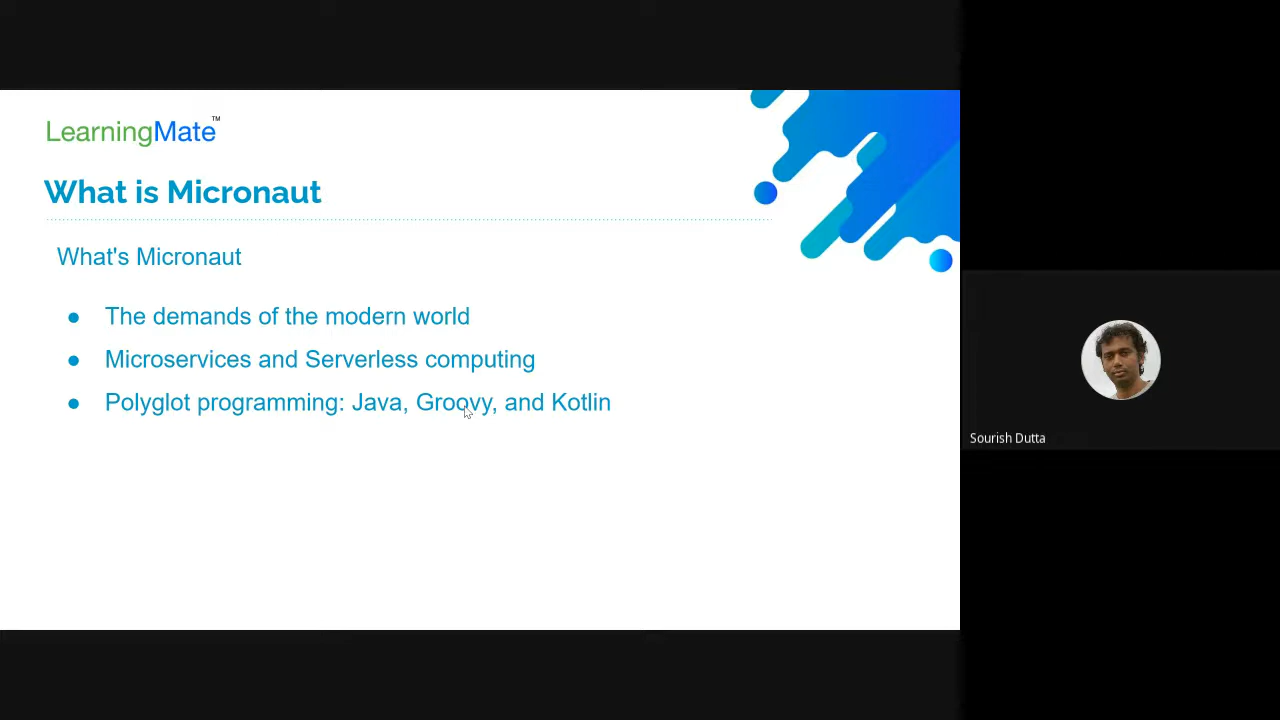 LearningMate™
What is Micronaut
What's Micronaut
● The demands of the modern world
● Microservices and Serverless computing
● Polyglot programming: Java, Groovy, and Kotlin
Sourish Dutta